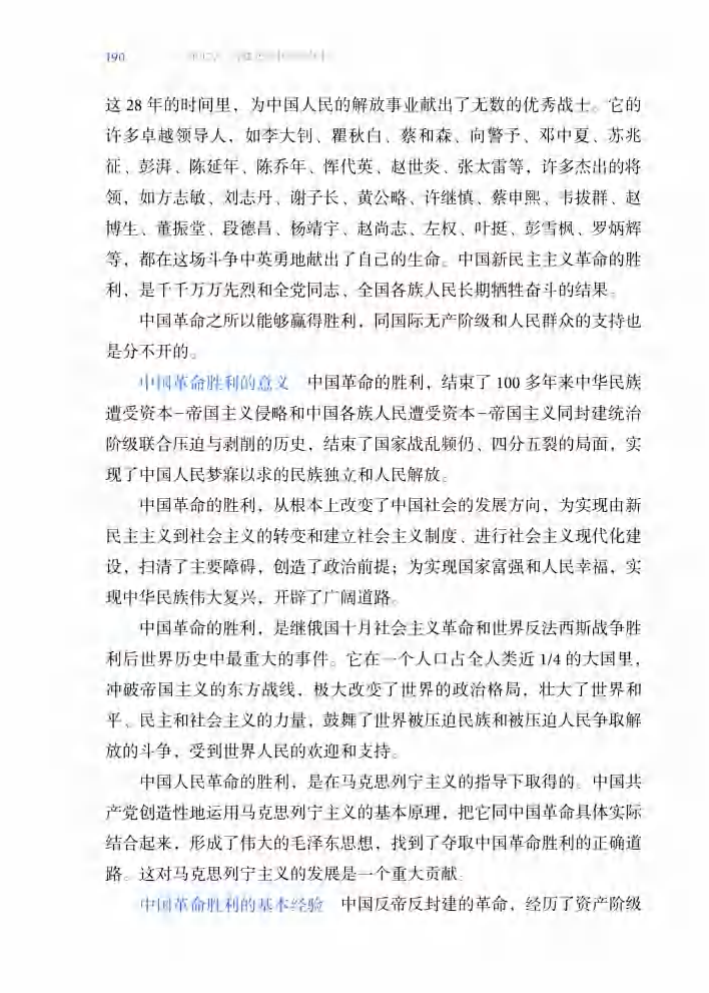 190
这 28 年的时间里，为中国人民的解放事业献出了无数的优秀战士。它的
许多卓越领导人，如李大钊、瞿秋白、蔡和森、向警予、邓中夏、苏兆
征、彭湃、陈延年、陈乔年、恽代英、赵世炎、张太雷等，许多杰出的将
领，如方志敏、刘志丹、谢子长、黄公略、许继慎、蔡申熙、韦拔群、赵
博生、董振堂、段德昌、杨靖宇、赵尚志、左权、叶挺、彭雪枫、罗炳辉
等，都在这场斗争中英勇地献出了自己的生命。中国新民主主义革命的胜
利，是千千万万先烈和全党同志、全国各族人民长期牺牲奋斗的结果。
中国革命之所以能够赢得胜利，同国际无产阶级和人民群众的支持也
是分不开的。
中国革命胜利的意义 中国革命的胜利，结束了 100 多年来中华民族
遭受资本－帝国主义侵略和中国各族人民遭受资本－帝国主义同封建统治
阶级联合压迫与剥削的历史，结束了国家战乱频仍、四分五裂的局面，实
现了中国人民梦寐以求的民族独立和人民解放。
中国革命的胜利，从根本上改变了中国社会的发展方向，为实现由新
民主主义到社会主义的转变和建立社会主义制度、进行社会主义现代化建
设，扫清了主要障碍，创造了政治前提；为实现国家富强和人民幸福，实
现中华民族伟大复兴，开辟了广阔道路。
中国革命的胜利，是继俄国十月社会主义革命和世界反法西斯战争胜
利后世界历史中最重大的事件。它在一个人口占全人类近 1/4 的大国里，
冲破帝国主义的东方战线，极大改变了世界的政治格局，壮大了世界和
平、民主和社会主义的力量，鼓舞了世界被压迫民族和被压迫人民争取解
放的斗争，受到世界人民的欢迎和支持。
中国人民革命的胜利，是在马克思列宁主义的指导下取得的。中国共
产党创造性地运用马克思列宁主义的基本原理，把它同中国革命具体实际
结合起来，形成了伟大的毛泽东思想，找到了夺取中国革命胜利的正确道
路。这对马克思列宁主义的发展是一个重大贡献。
中国革命胜利的基本经验 中国反帝反封建的革命，经历了资产阶级